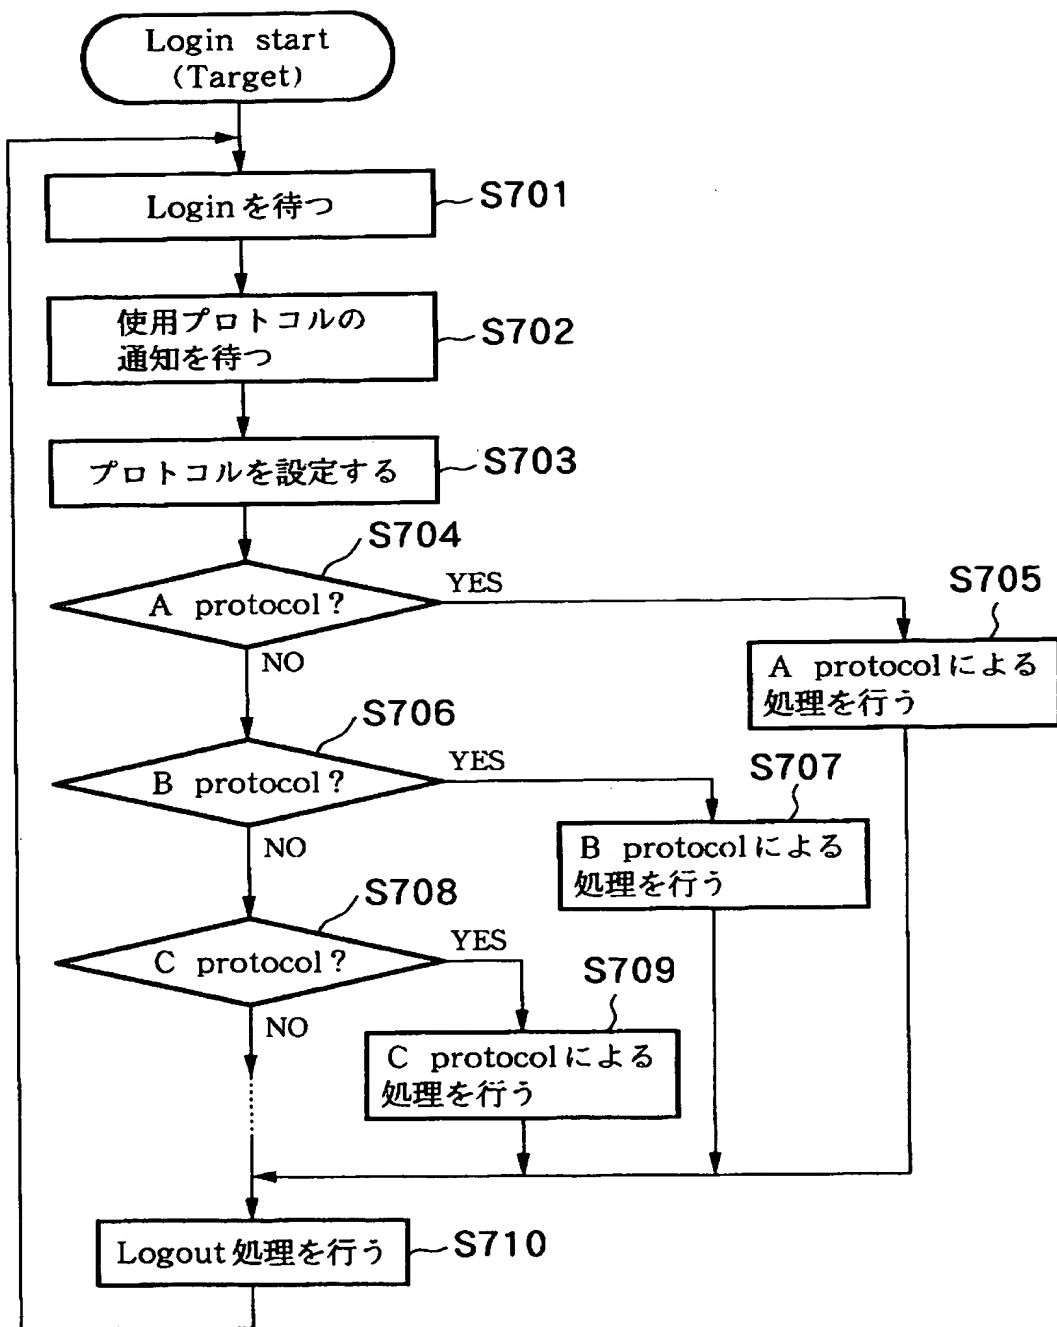 Login start
(Target)
Loginを待つ
S701
使用プロトコルの
通知を待つ
S702
プロトコルを設定する
S703
S704
A protocol?
YES
NO
S705
A protocolによる
処理を行う
S706
B protocol?
YES
NO
S707
B protocolによる
処理を行う
S708
C protocol?
YES
NO
S709
C protocolによる
処理を行う
Logout処理を行う
S710